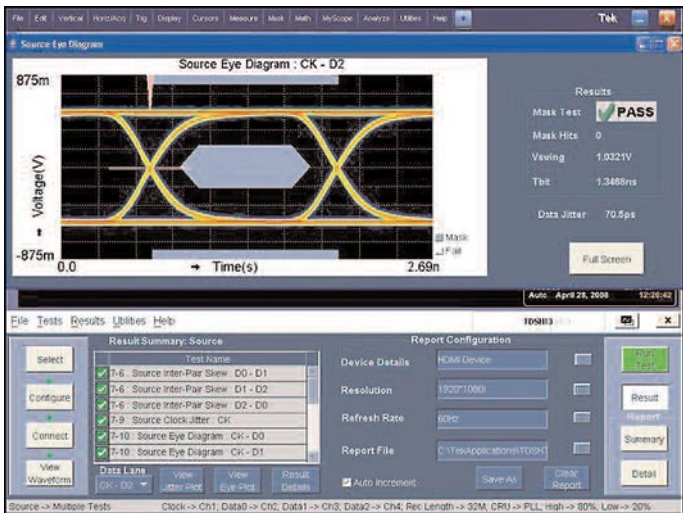 File Edit Vertical Horiz/Acq Trig Display Cursors Measure Mask Math MyScope Analyze Utilities Help Tek
Source Eye Diagram
Source Eye Diagram : CK - D2
875m
Voltage(V)
-875m
0.0
Time(s)
2.69n
Mask
Fail
Results
Mask Test PASS
Mask Hits 0
Vswing 1.0321V
Tbit 1.3468ns
Data Jitter 70.5ps
Full Screen
Auto April 28, 2008 12:26:42
File Tests Results Utilities Help TDSHT3
Select
Configure
Connect
View Waveform
Result Summary: Source
Test Name
7-6 : Source Inter-Pair Skew : D0 - D1
7-6 : Source Inter-Pair Skew : D1 - D2
7-6 : Source Inter-Pair Skew : D2 - D0
7-9 : Source Clock Jitter : CK
7-10 : Source Eye Diagram : CK - D0
7-10 : Source Eye Diagram : CK - D1
Data Lane
CK - D2
View Jitter Plot
View Eye Plot
Result Details
Report Configuration
Device Details HDMI Device
Resolution 1920*1080i
Refresh Rate 60Hz
Report File C:\TekApplications\TDSHT
Auto Increment
Save As
Clear Report
Run Test
Result
Report
Summary
Detail
Source -> Multiple Tests Clock -> Ch1, Data0 -> Ch2, Data1 -> Ch3, Data2 -> Ch4; Rec Length -> 32M, CRU -> PLL, High -> 80%, Low -> 20%